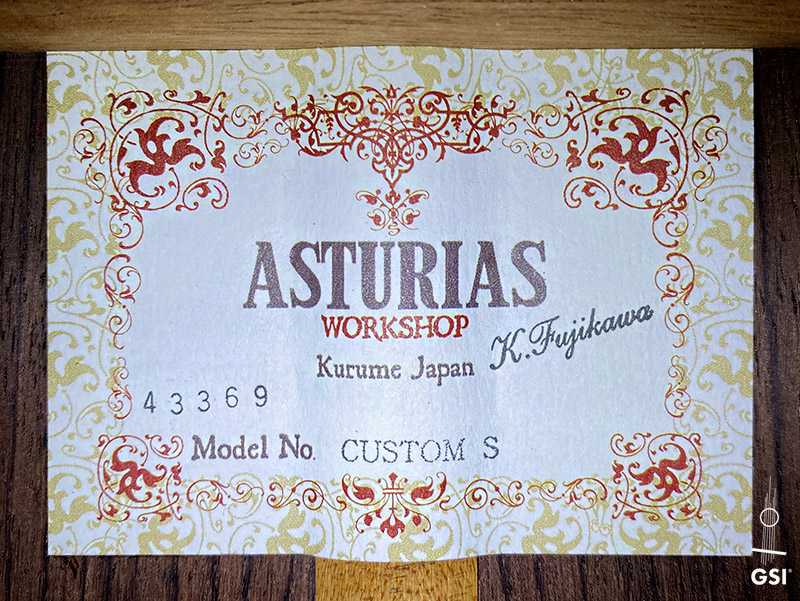 ASTURIAS
WORKSHOP
Kurume Japan
K.Fujikawa
43369
Model No. CUSTOM S
GSI®